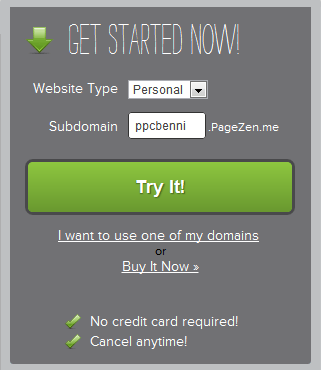 GET STARTED NOW!
Website Type Personal
Subdomain ppcbenni .PageZen.me
Try It!
I want to use one of my domains
or
Buy It Now »
No credit card required!
Cancel anytime!